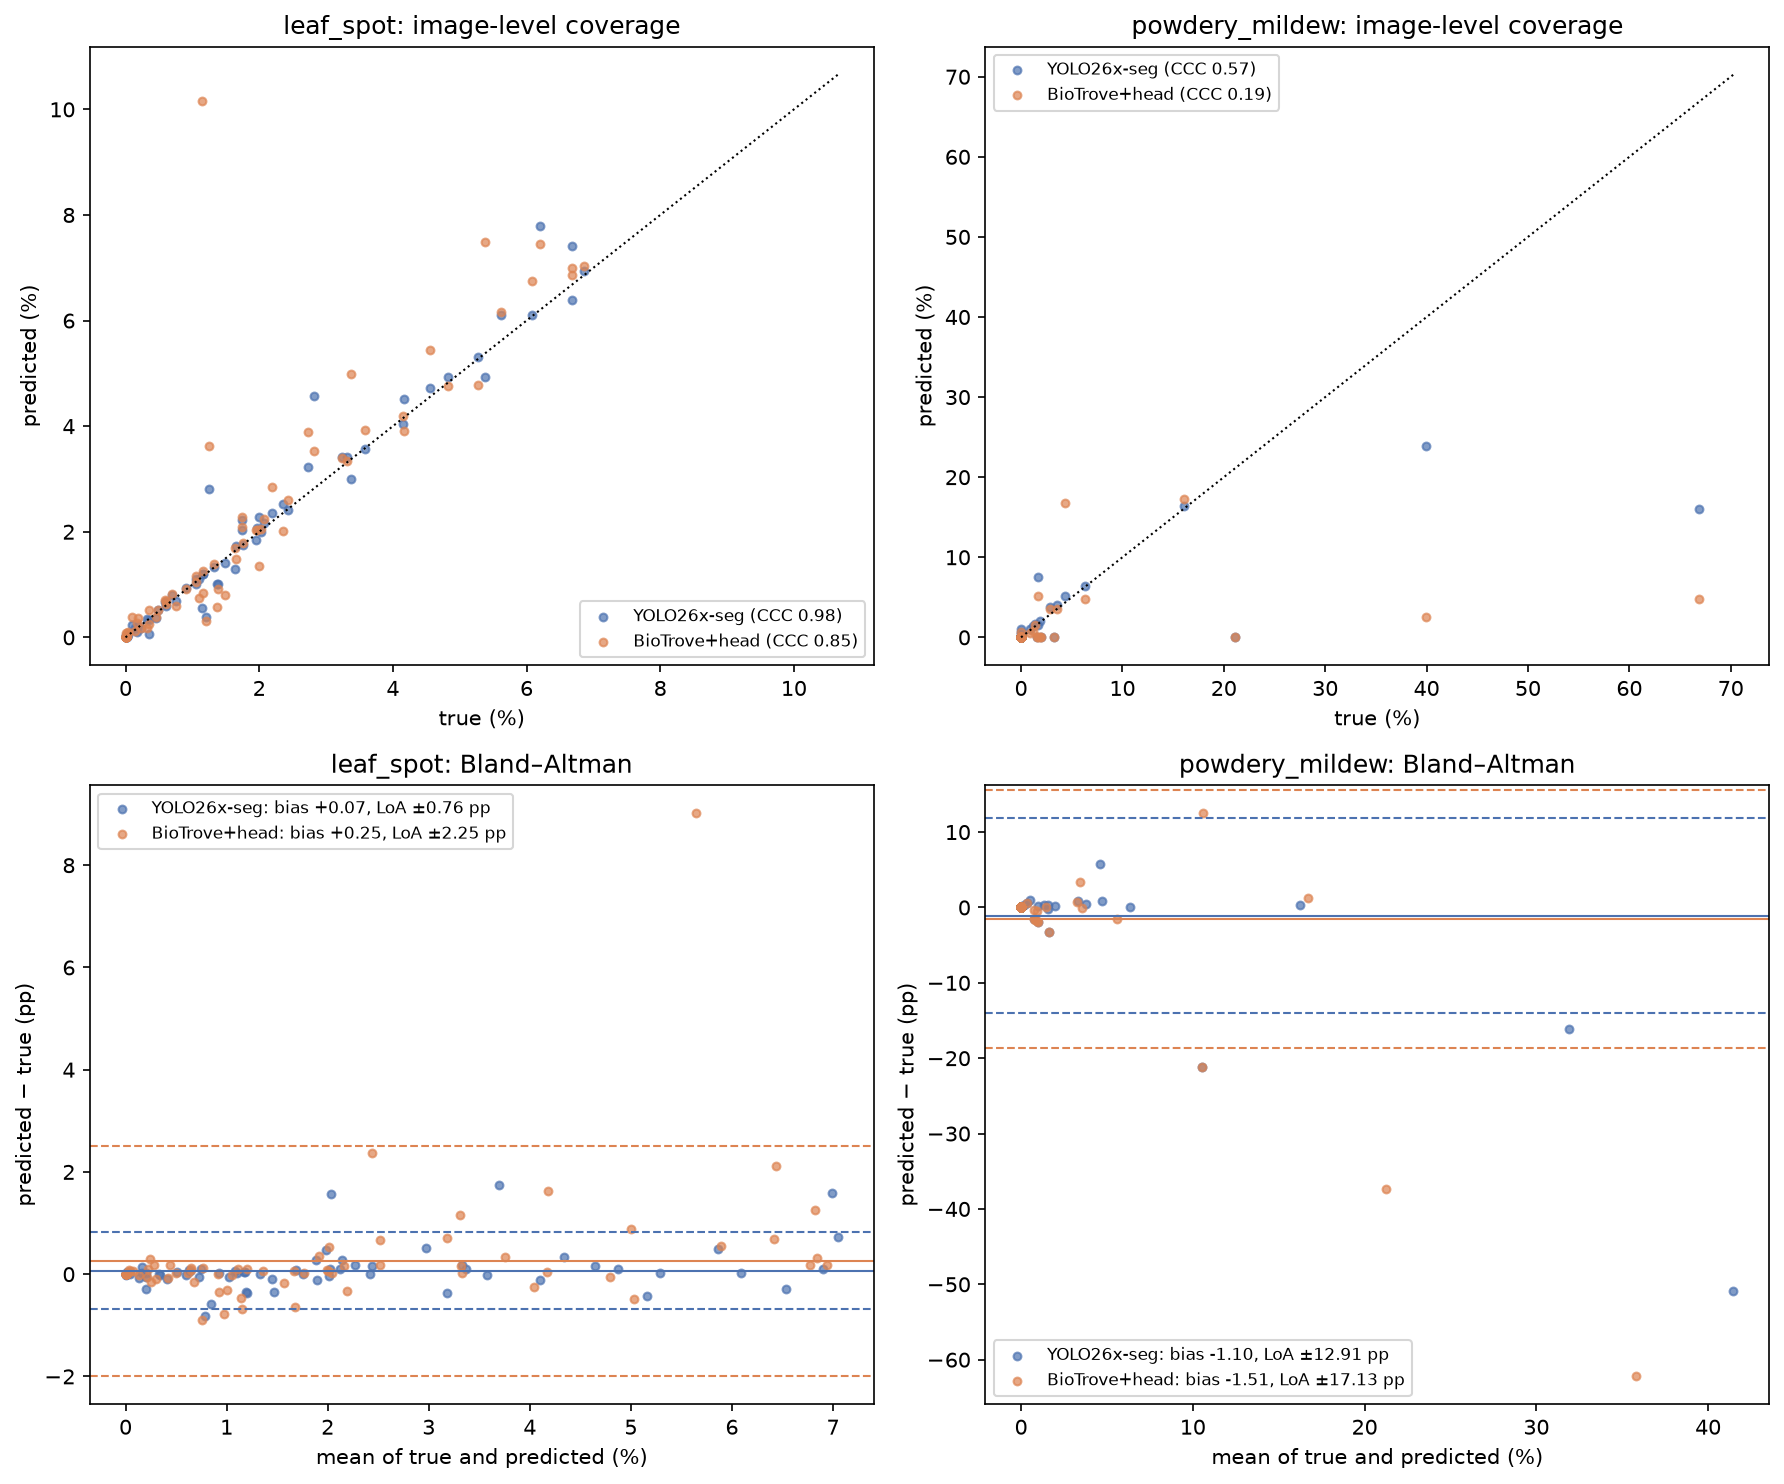 leaf_spot: image-level coverage
predicted (%)
10
8
6
4
2
0
YOLO26x-seg (CCC 0.98)
BioTrove+head (CCC 0.85)
0 2 4 6 8 10
true (%)
powdery_mildew: image-level coverage
predicted (%)
70
60
50
40
30
20
10
0
YOLO26x-seg (CCC 0.57)
BioTrove+head (CCC 0.19)
0 10 20 30 40 50 60 70
true (%)
leaf_spot: Bland–Altman
predicted − true (pp)
YOLO26x-seg: bias +0.07, LoA ±0.76 pp
BioTrove+head: bias +0.25, LoA ±2.25 pp
8
6
4
2
0
−2
0 1 2 3 4 5 6 7
mean of true and predicted (%)
powdery_mildew: Bland–Altman
predicted − true (pp)
10
0
−10
−20
−30
−40
−50
−60
YOLO26x-seg: bias -1.10, LoA ±12.91 pp
BioTrove+head: bias -1.51, LoA ±17.13 pp
0 10 20 30 40
mean of true and predicted (%)